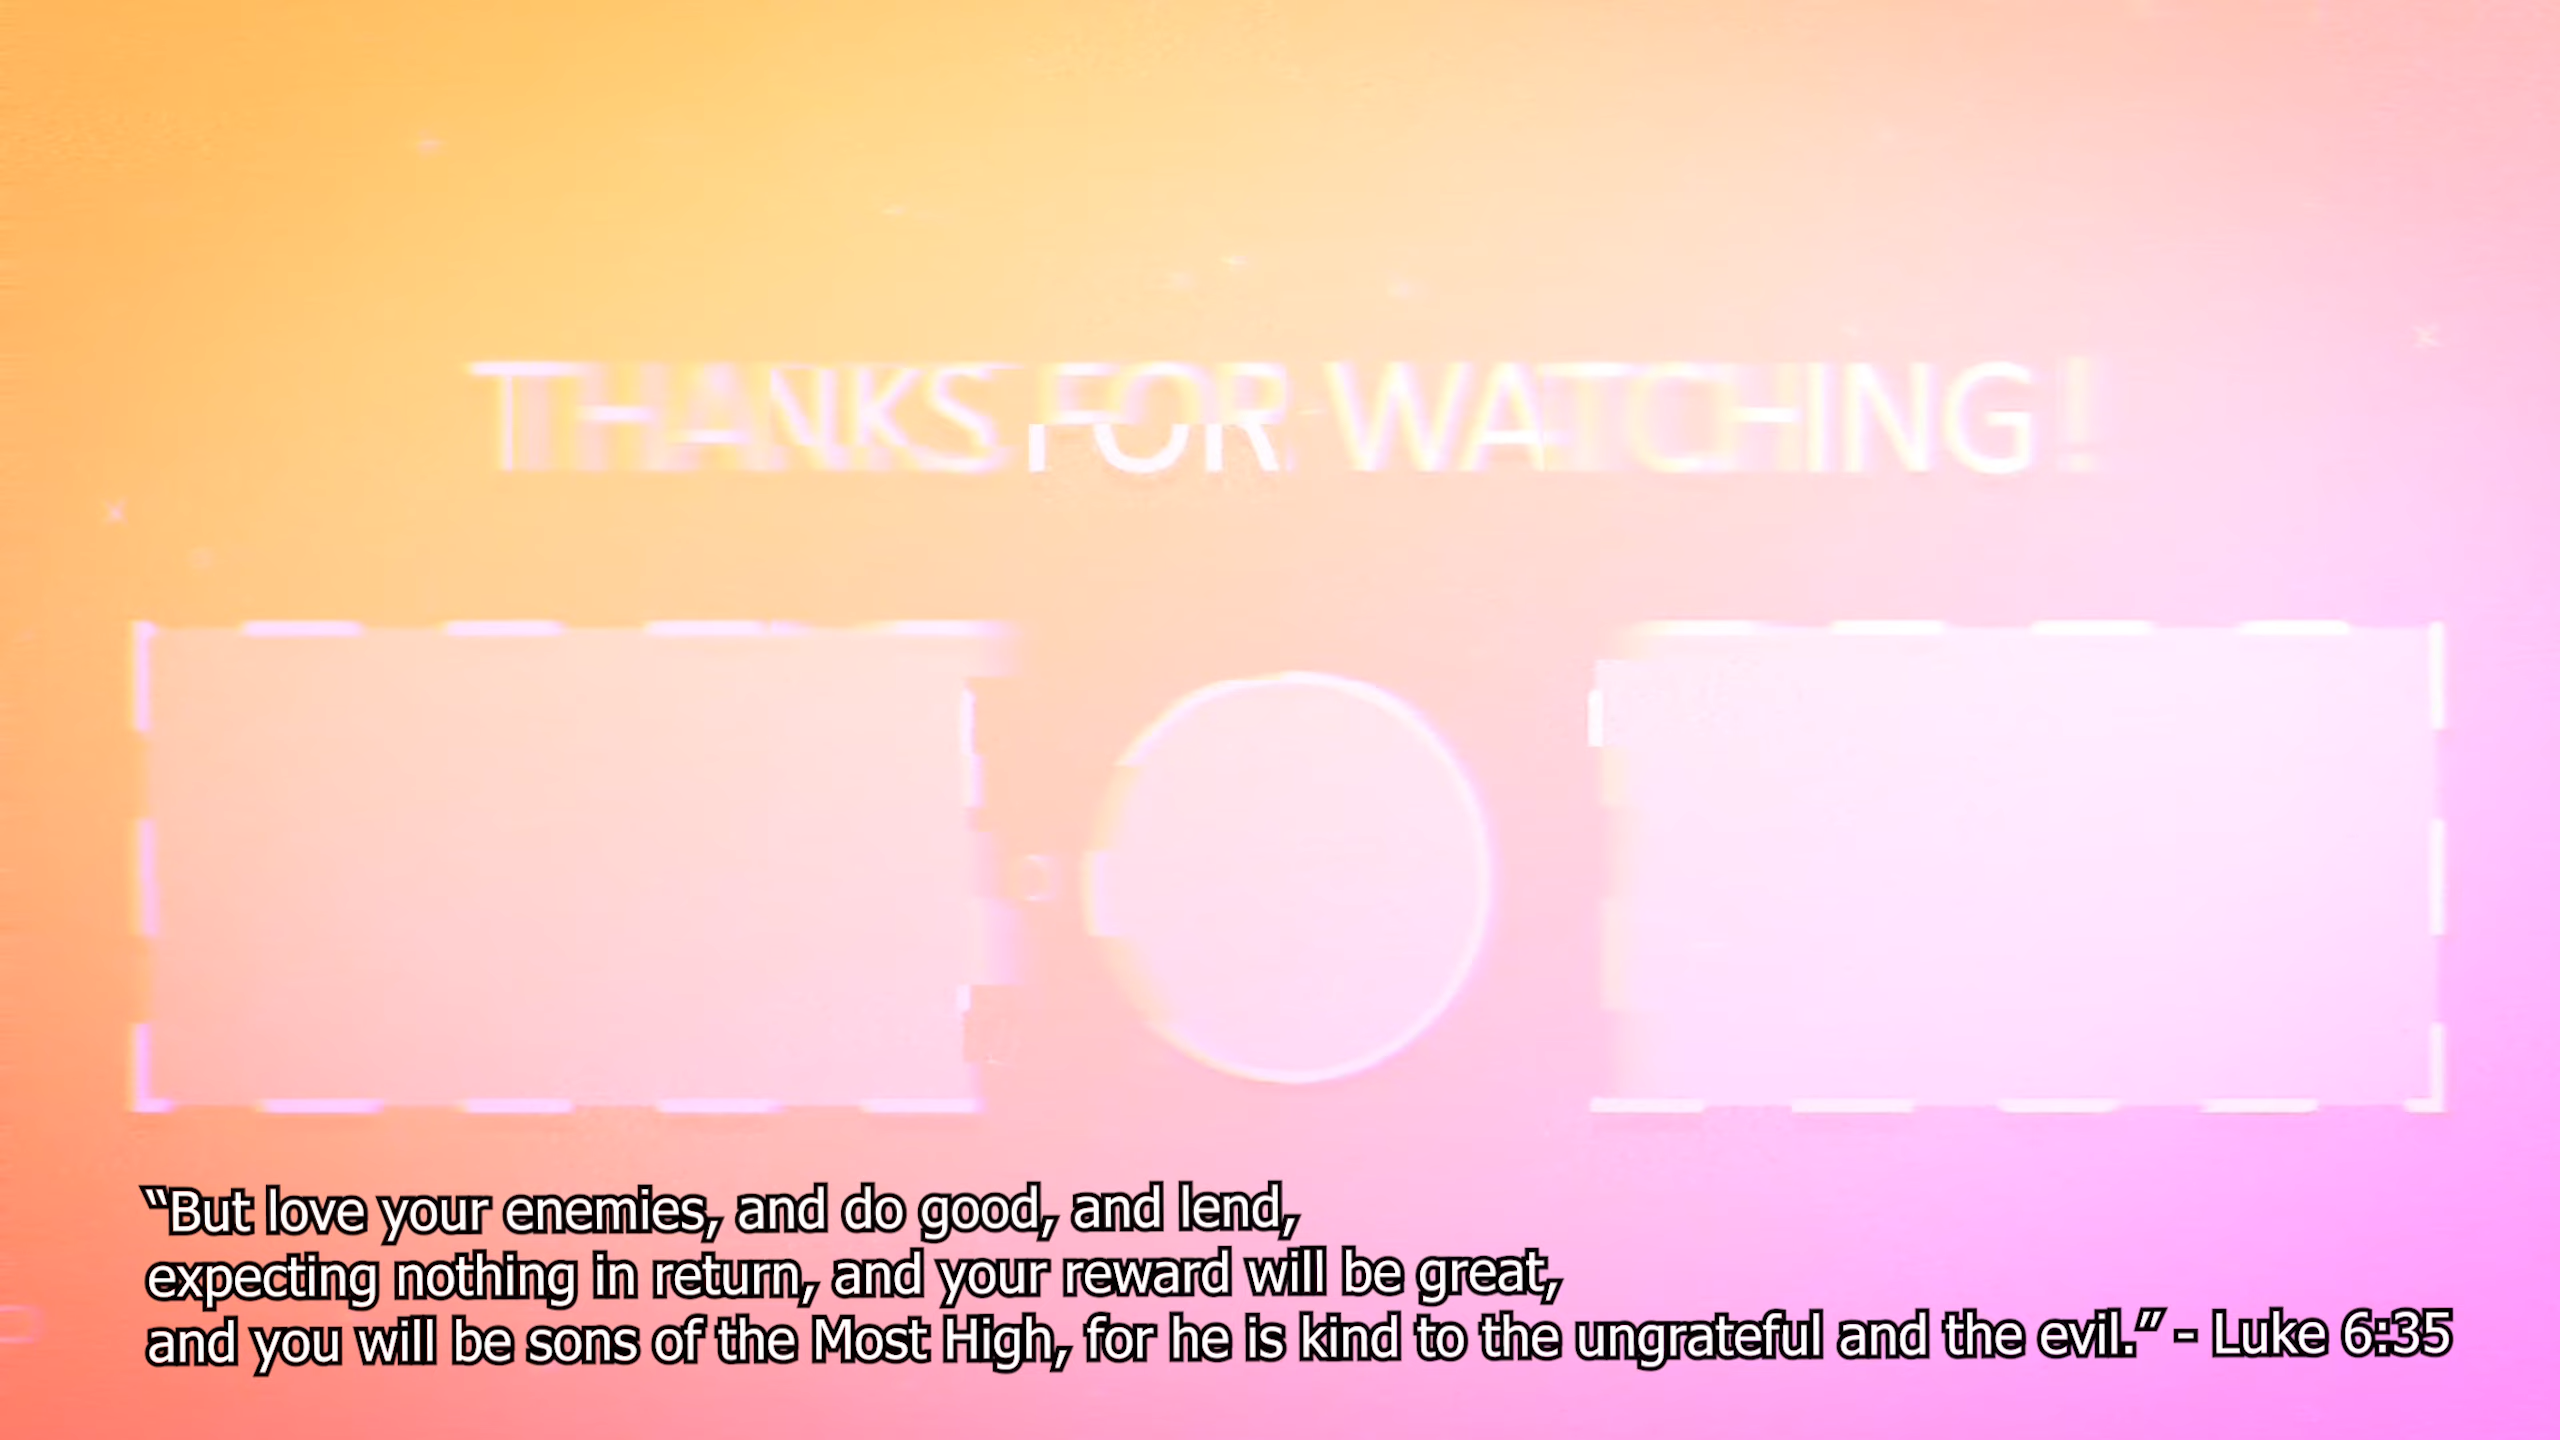 THANKS FOR WATCHING!
“But love your enemies, and do good, and lend,
expecting nothing in return, and your reward will be great,
and you will be sons of the Most High, for he is kind to the ungrateful and the evil.” - Luke 6:35